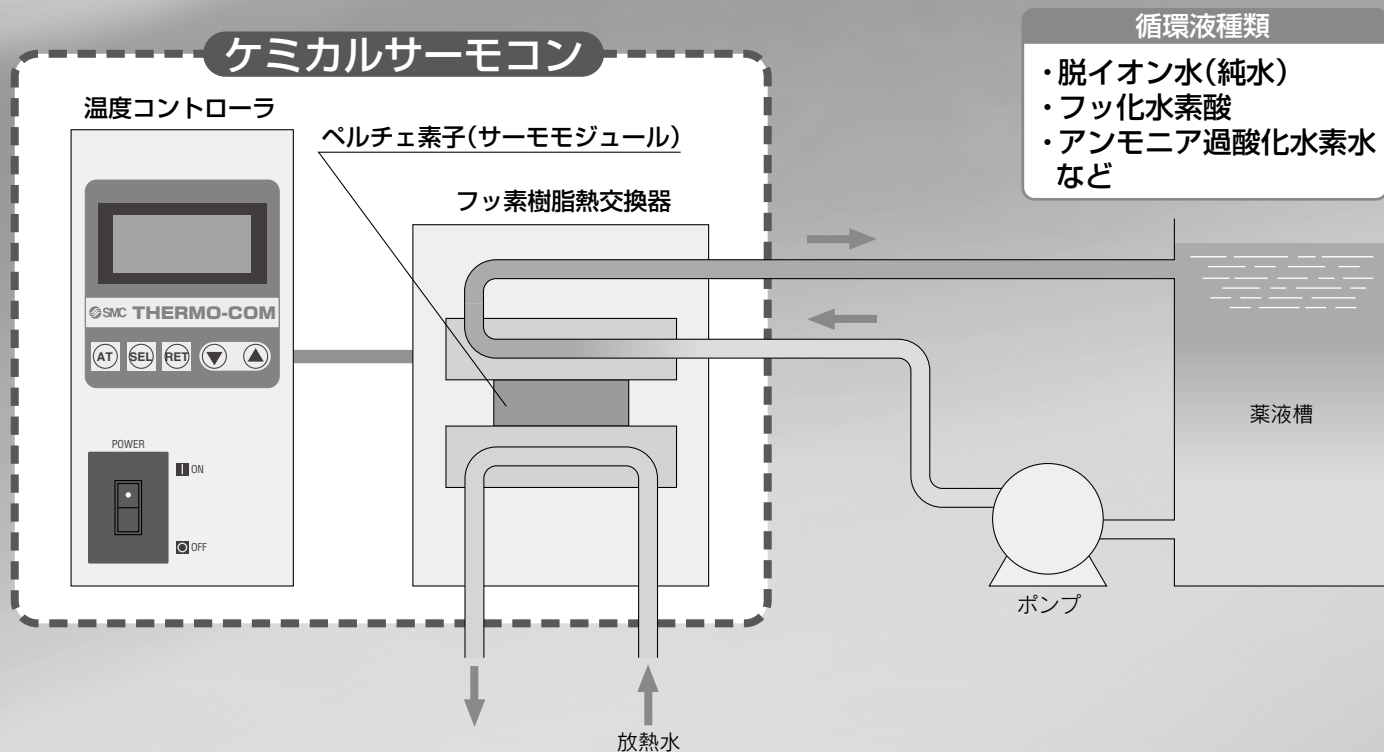 ケミカルサーモコン
循環液種類
・脱イオン水(純水)
・フッ化水素酸
・アンモニア過酸化水素水
など
温度コントローラ
ペルチェ素子(サーモモジュール)
フッ素樹脂熱交換器
SMC THERMO-COM
AT SEL RET
POWER
ON
OFF
薬液槽
ポンプ
放熱水